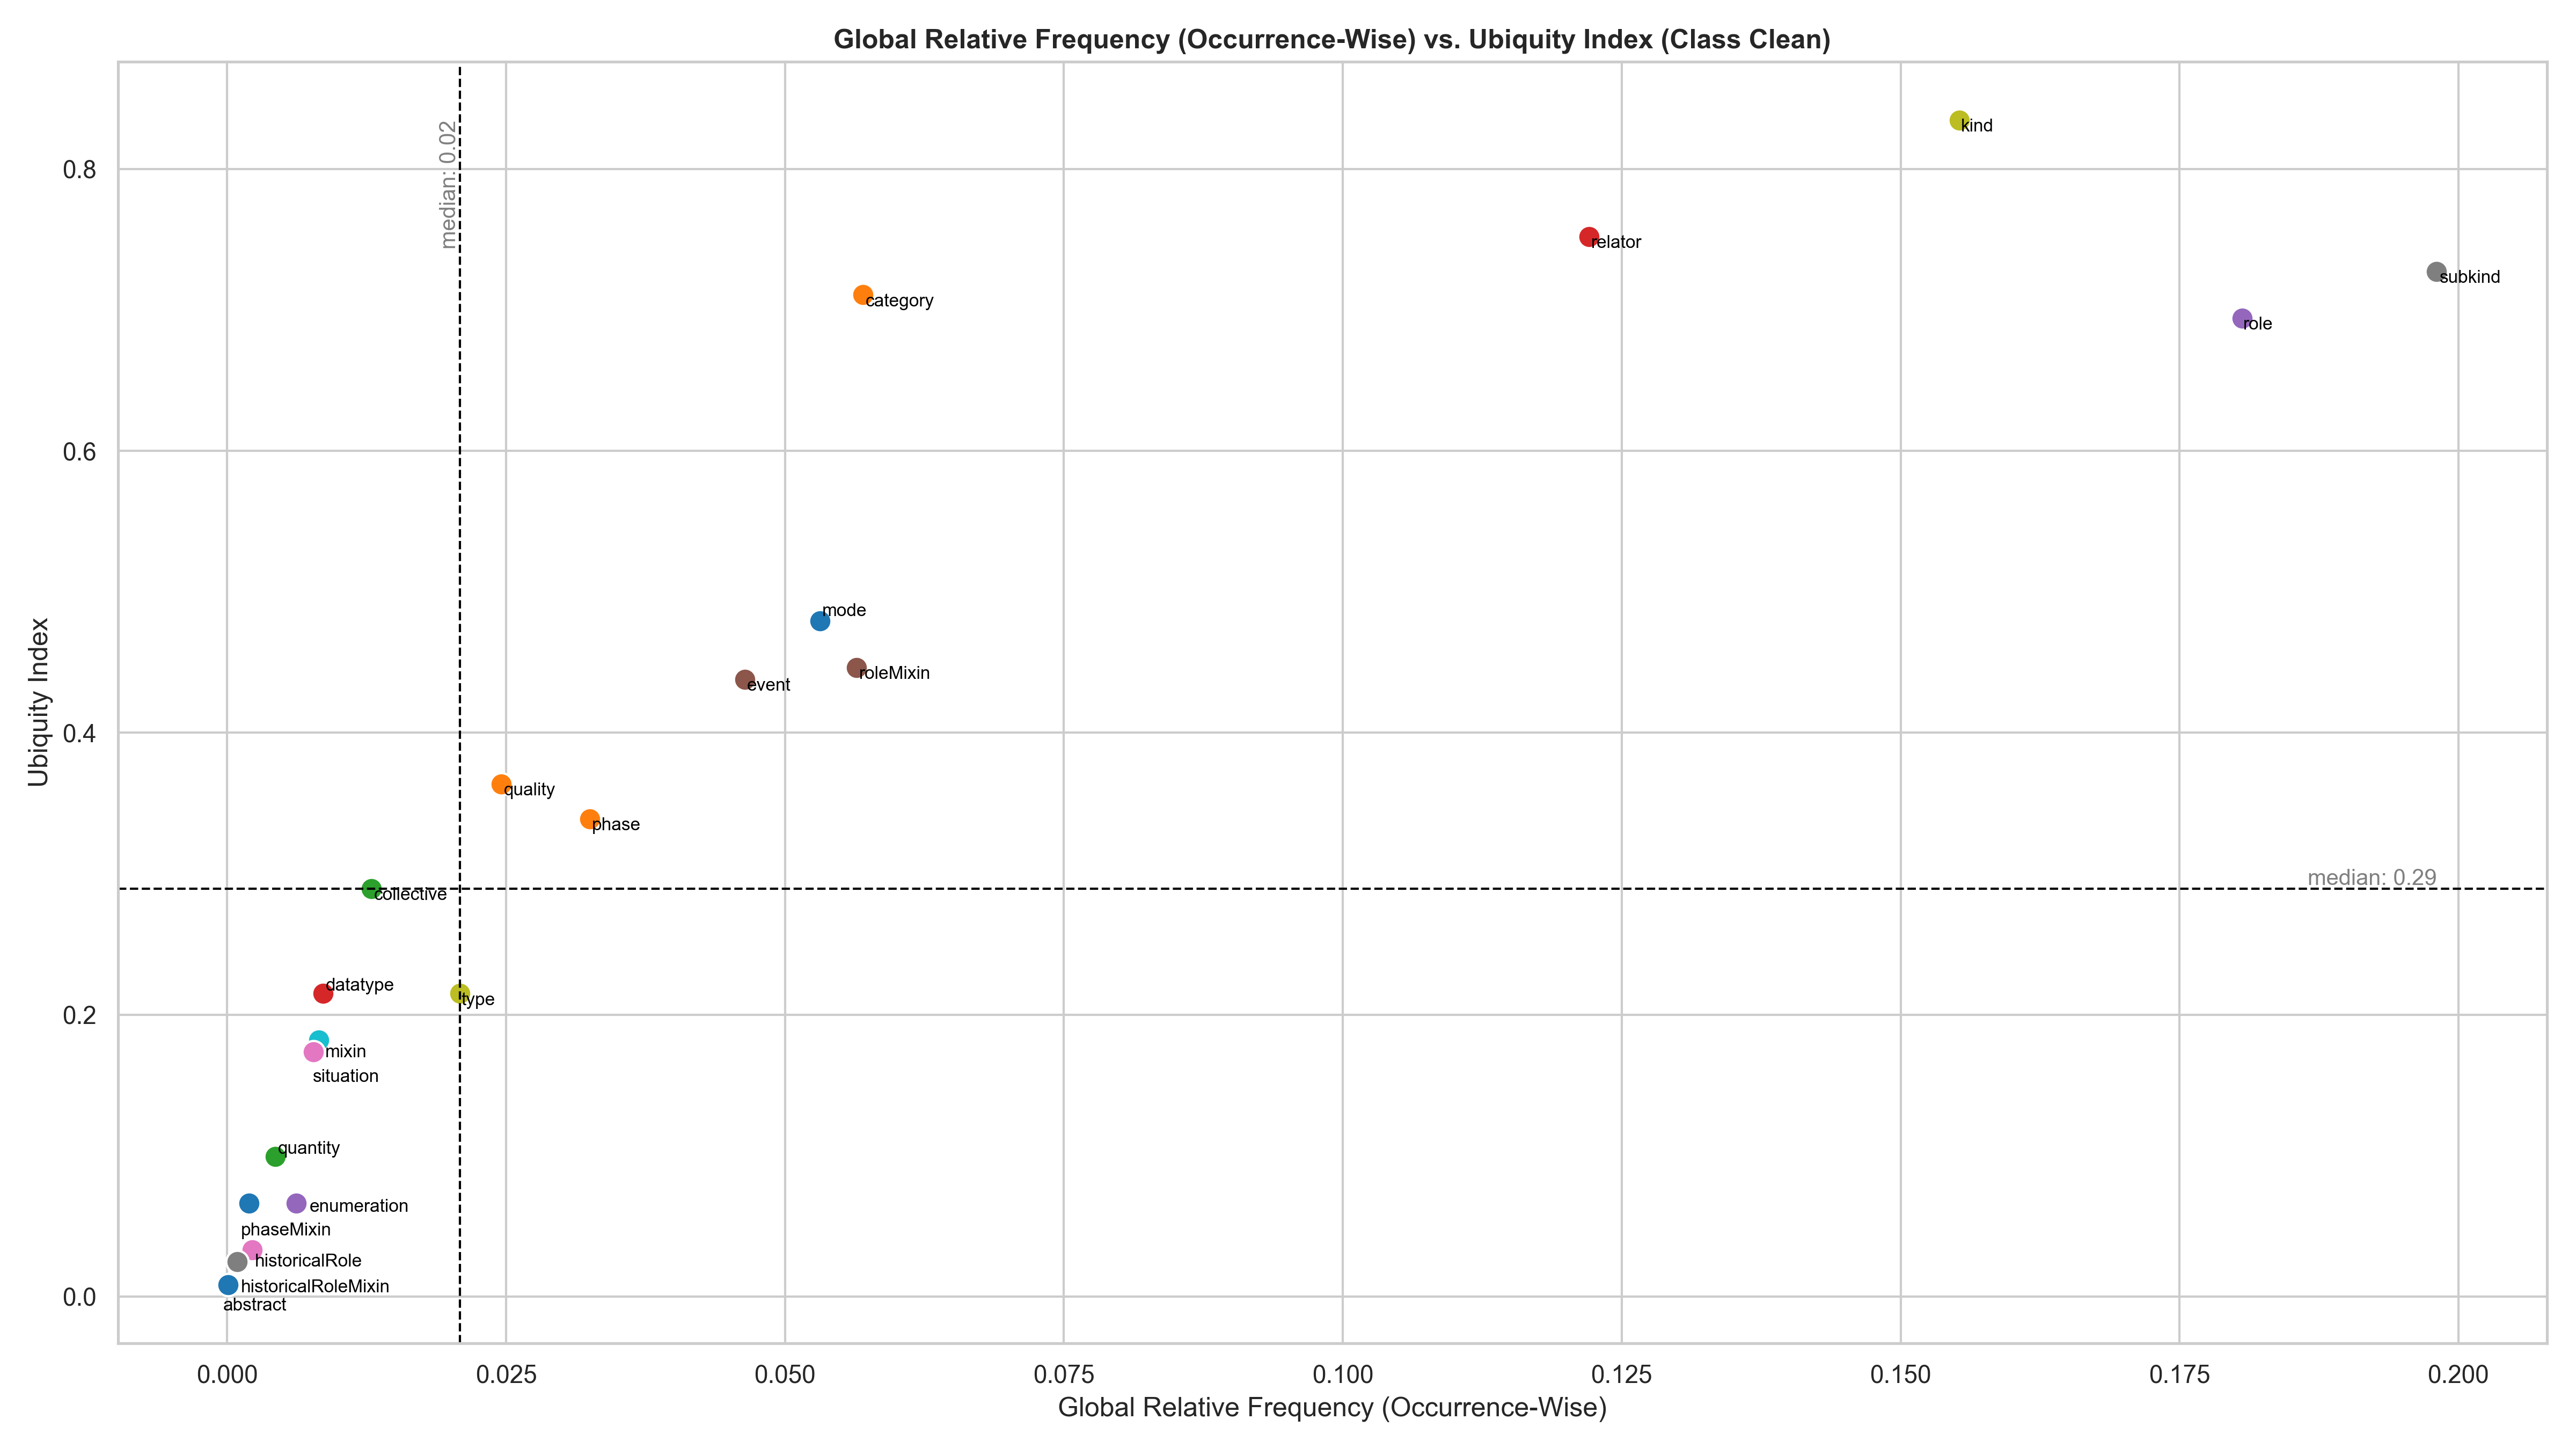 Global Relative Frequency (Occurrence-Wise) vs. Ubiquity Index (Class Clean)
median: 0.02
kind
0.8
relator
subkind
category
role
0.6
mode
roleMixin
event
Ubiquity Index
0.4
quality
phase
median: 0.29
collective
datatype
type
0.2
mixin
situation
quantity
enumeration
phaseMixin
historicalRole
historicalRoleMixin
0.0
abstract
0.000 0.025 0.050 0.075 0.100 0.125 0.150 0.175 0.200
Global Relative Frequency (Occurrence-Wise)